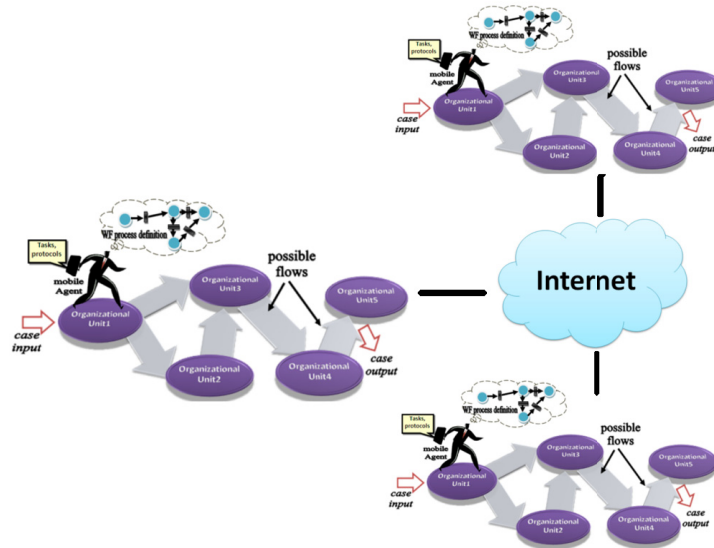 WF process definition
Tasks,
protocols
mobile
Agent
possible
flows
Organizational
Unit3
Organizational
Unit5
Organizational
Unit1
case
input
Organizational
Unit2
Organizational
Unit4
case
output
WF process definition
Tasks,
protocols
mobile
Agent
possible
flows
Organizational
Unit3
Organizational
Unit5
Organizational
Unit1
case
input
Organizational
Unit2
Organizational
Unit4
case
output
Internet
WF process definition
Tasks,
protocols
mobile
Agent
possible
flows
Organizational
Unit3
Organizational
Unit5
Organizational
Unit1
case
input
Organizational
Unit2
Organizational
Unit4
case
output